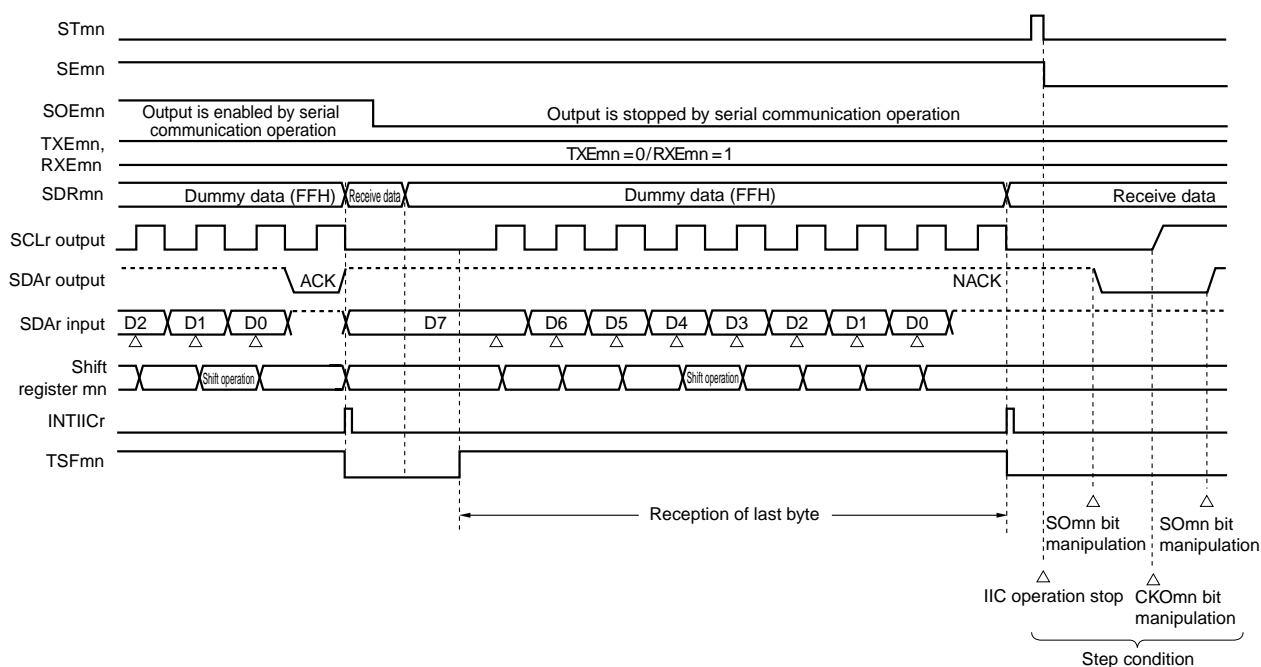 STmn
SEmn
SOEmn
Output is enabled by serial
communication operation
Output is stopped by serial communication operation
TXEmn,
RXEmn
TXEmn = 0 / RXEmn = 1
SDRmn
Dummy data (FFH)
Receive data
Dummy data (FFH)
Receive data
SCLr output
SDAr output
ACK
NACK
SDAr input
D2 D1 D0 D7 D6 D5 D4 D3 D2 D1 D0
Shift
register mn
Shift operation
Shift operation
INTIICr
TSFmn
Reception of last byte
SOmn bit
manipulation
SOmn bit
manipulation
IIC operation stop
CKOmn bit
manipulation
Step condition